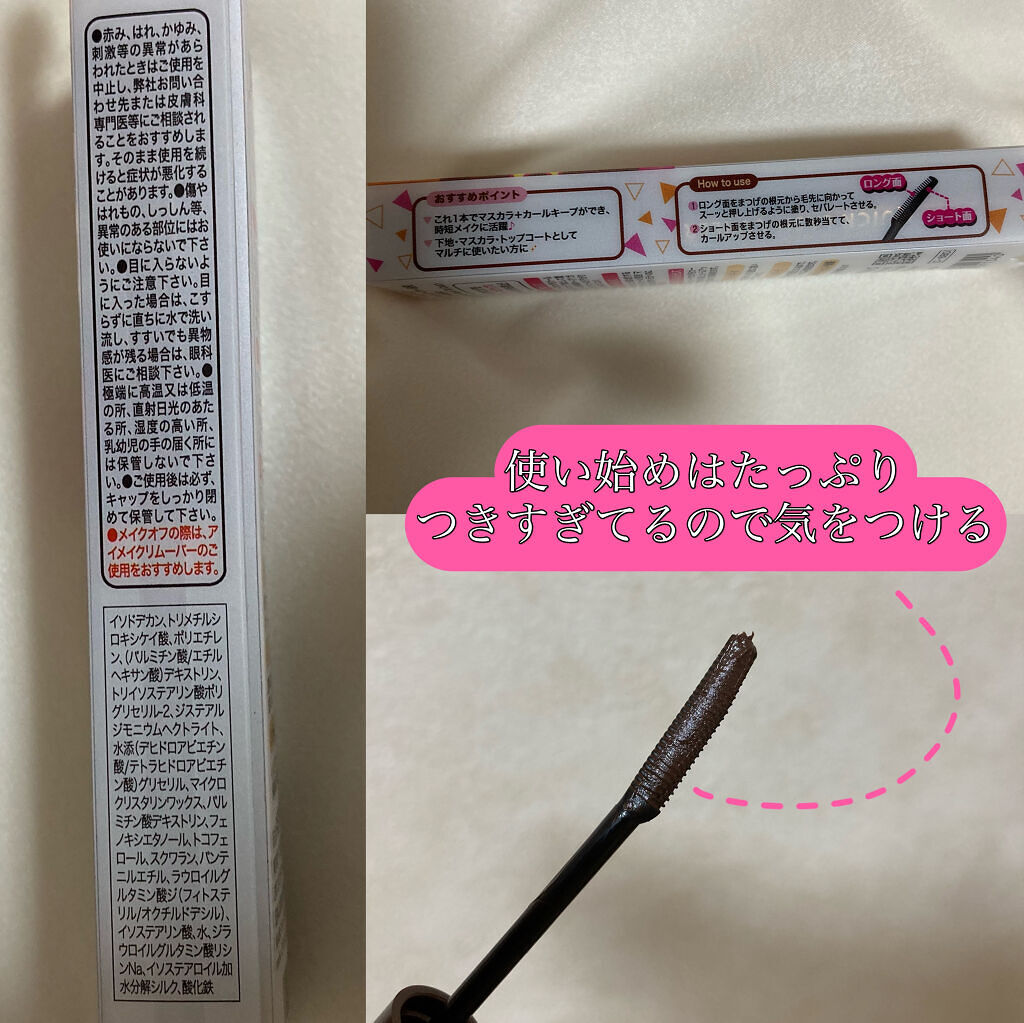 ●赤み、はれ、かゆみ、
刺激等の異常があら
われたときはご使用を
中止し、弊社お問い合
わせ先または皮膚科
専門医等にご相談され
ることをおすすめしま
す。そのまま使用を続
けると症状が悪化する
ことがあります。●傷や
はれもの、しっしん等、
異常のある部位にはお
使いにならないで下さ
い。●目に入らないよ
うにご注意下さい。目
に入った場合は、こす
らずに直ちに水で洗い
流し、すすいでも異物
感が残る場合は、眼科
医にご相談下さい。●
極端に高温又は低温
の所、直射日光のあた
る所、湿度の高い所、
乳幼児の手の届く所に
は保管しないで下さ
い。●ご使用後は必ず、
キャップをしっかり閉
めて保管して下さい。
●メイクオフの際は、ア
イメイクリムーバーのご
使用をおすすめします。
イソドデカン、トリメチルシ
ロキシケイ酸、ポリエチレ
ン、(パルミチン酸/エチル
ヘキサン酸)デキストリン、
トリイソステアリン酸ポリ
グリセリル-2、ジステアル
ジモニウムヘクトライト、
水添(デヒドロアビエチン
酸/テトラヒドロアビエチ
ン酸)グリセリル、マイクロ
クリスタリンワックス、パル
ミチン酸デキストリン、フェ
ノキシエタノール、トコフェ
ロール、スクワラン、パンテ
ニルエチル、ラウロイルグ
ルタミン酸ジ(フィトステ
リル/オクチルドデシル)、
イソステアリン酸、水、ジラ
ウロイルグルタミン酸リシ
ンNa、イソステアロイル加
水分解シルク、酸化鉄
おすすめポイント
これ1本でマスカラ+カールキープができ、
時短メイクに活躍♪
下地・マスカラ・トップコートとして
マルチに使いたい方に♪
How to use
1 ロング面をまつげの根元から毛先に向かって
スーッと押し上げるように塗り、セパレートさせる。
2 ショート面をまつげの根元に数秒当てて、
カールアップさせる。
ロング面
ショート面
使い始めはたっぷり
つきすぎてるので気をつける